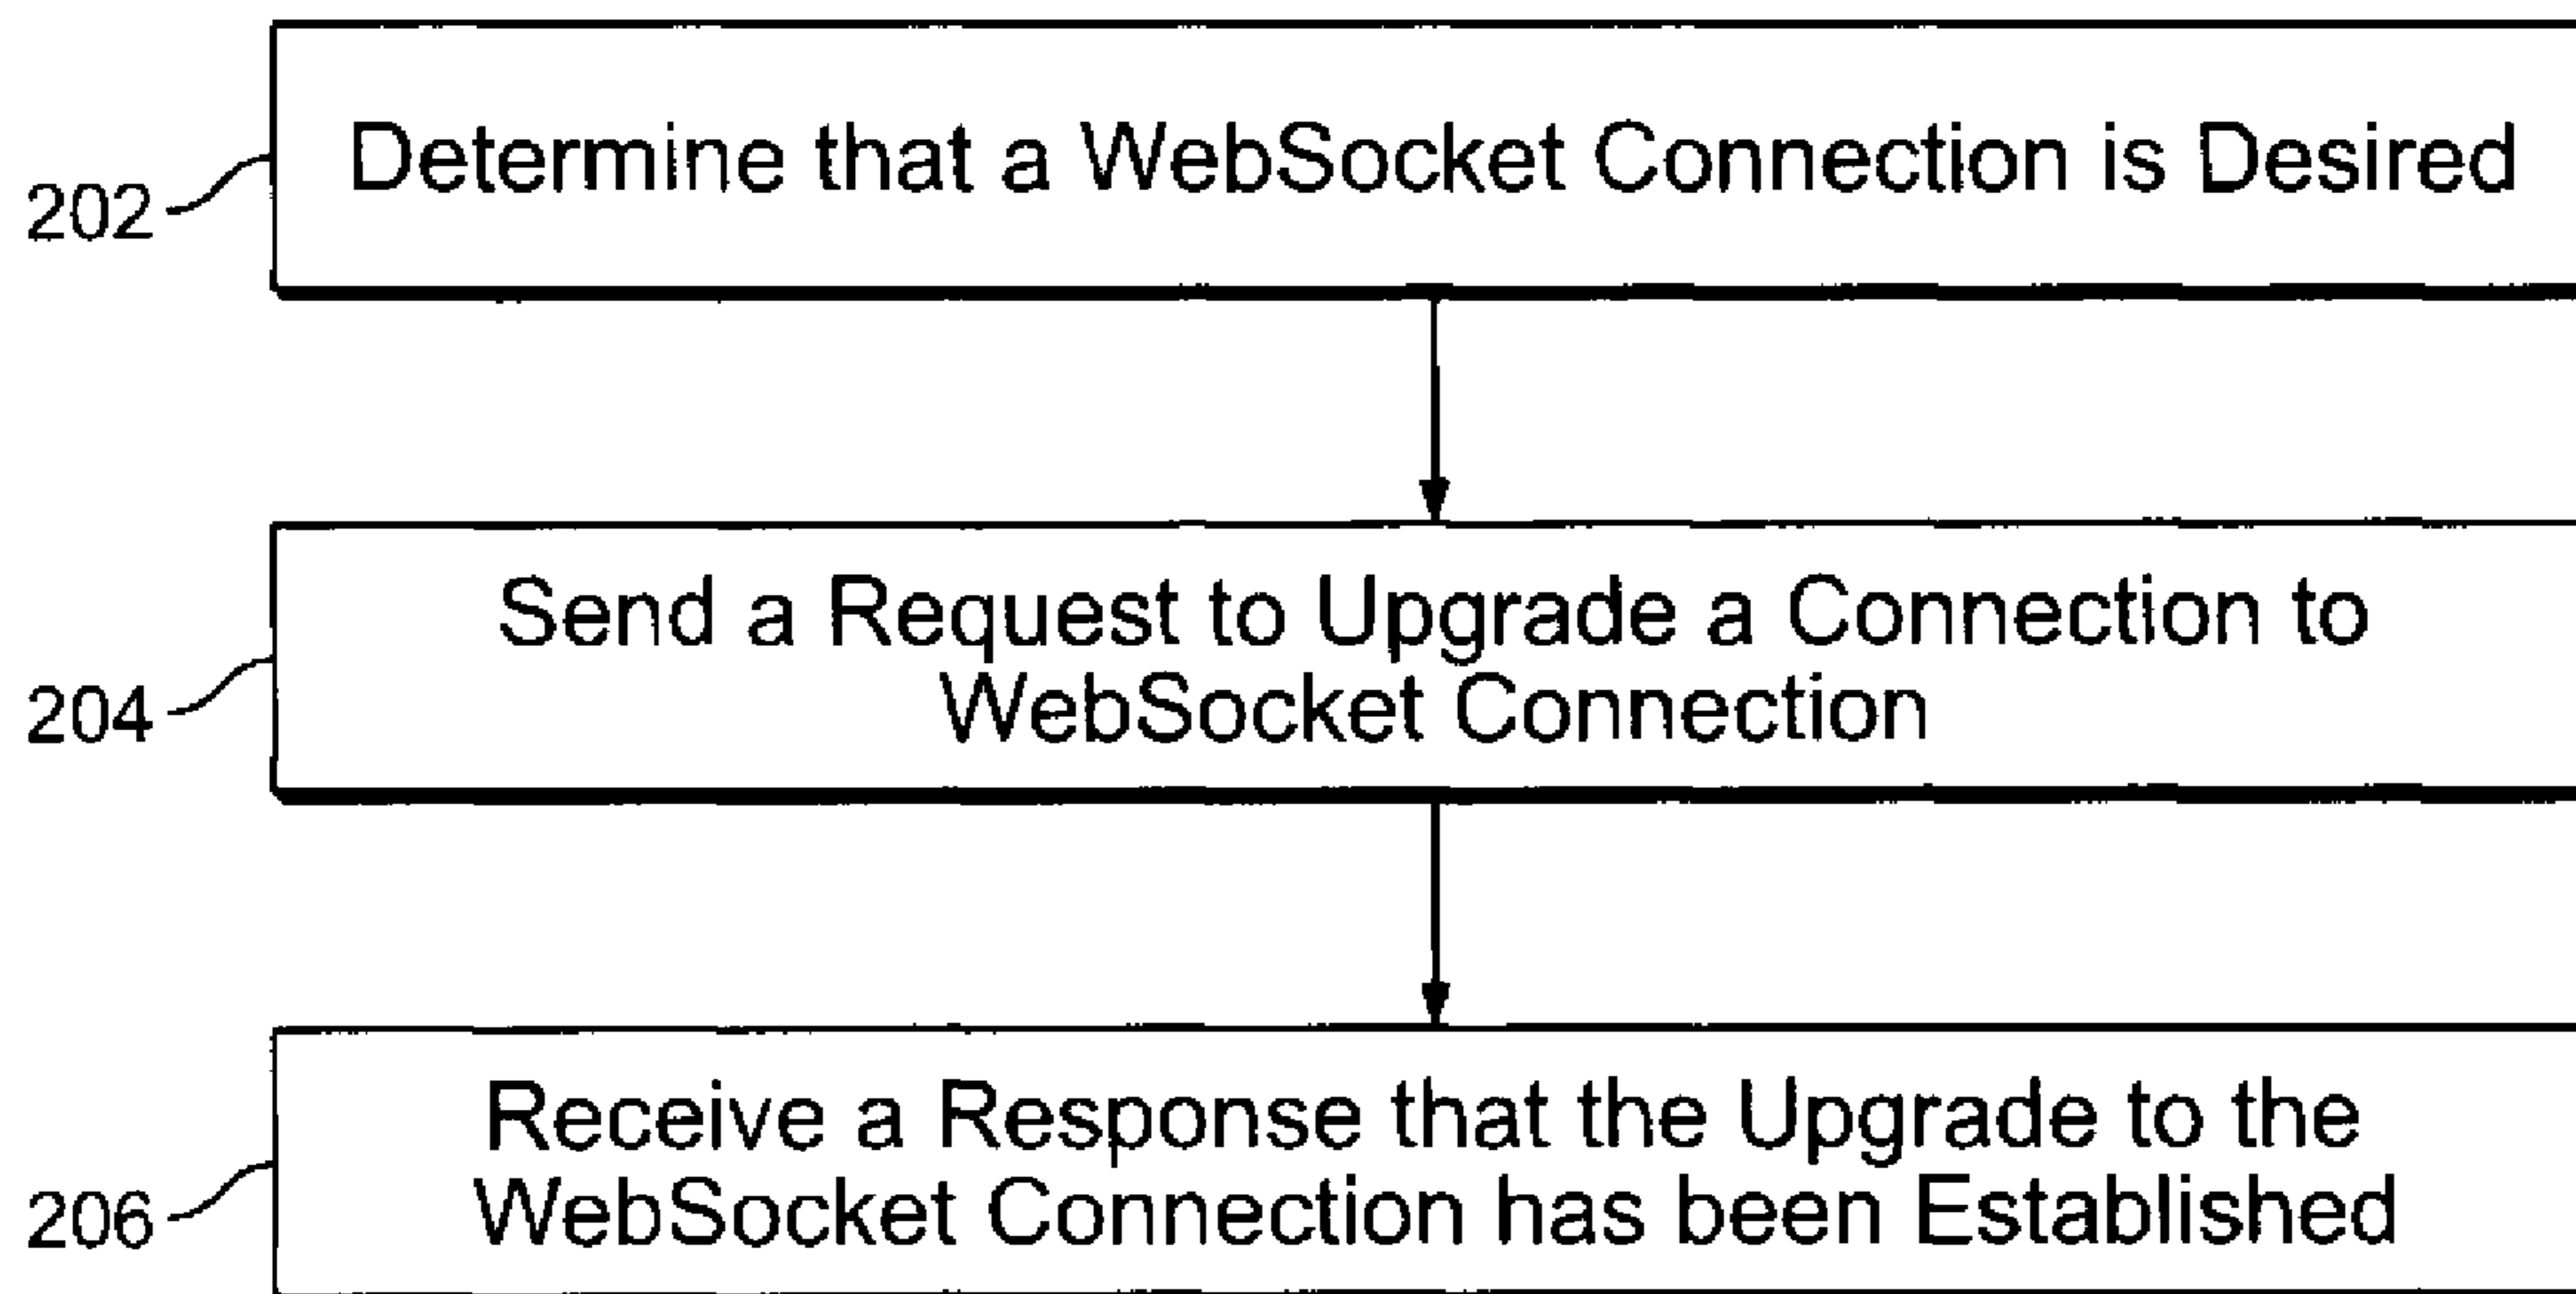 202
Determine that a WebSocket Connection is Desired
204
Send a Request to Upgrade a Connection to
WebSocket Connection
206
Receive a Response that the Upgrade to the
WebSocket Connection has been Established